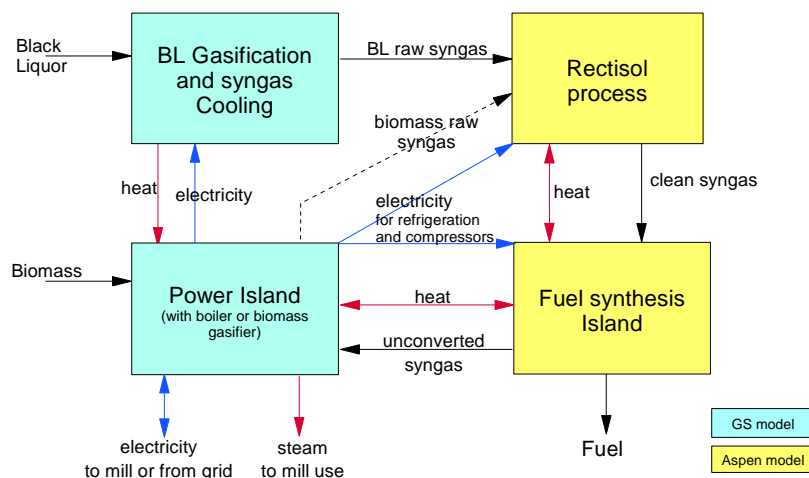 Black
Liquor
BL Gasification
and syngas
Cooling
BL raw syngas
Rectisol
process
biomass raw
syngas
heat
electricity
electricity
for refrigeration
and compressors
heat
clean syngas
Biomass
Power Island
(with boiler or biomass
gasifier)
heat
unconverted
syngas
Fuel synthesis
Island
electricity
to mill or from grid
steam
to mill use
Fuel
GS model
Aspen model